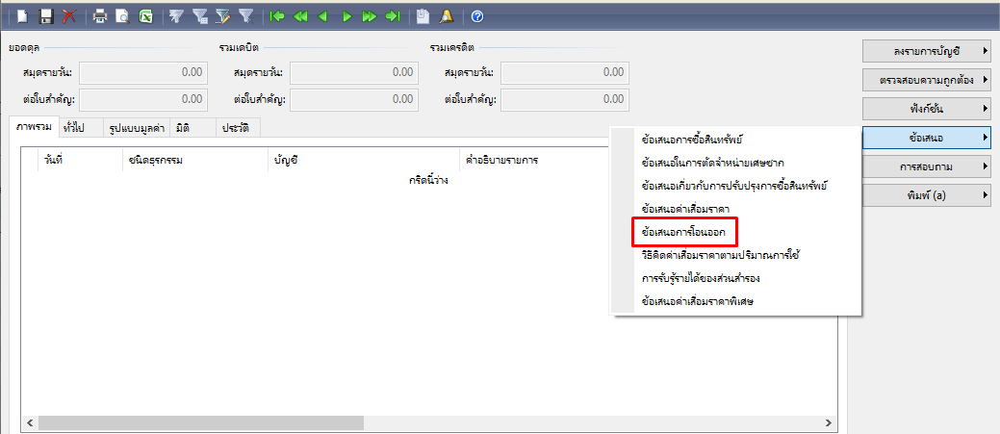 ยอดดุล รวมเดบิต รวมเครดิต
สมุดรายวัน: 0.00 สมุดรายวัน: 0.00 สมุดรายวัน: 0.00
ต่อใบสำคัญ: 0.00 ต่อใบสำคัญ: 0.00 ต่อใบสำคัญ: 0.00
ภาพรวม ทั่วไป รูปแบบมูลค่า มิติ ประวัติ
วันที่ ชนิดธุรกรรม บัญชี คำอธิบายรายการ
กริดนี้ว่าง
ข้อเสนอการซื้อสินทรัพย์
ข้อเสนอในการตัดจำหน่ายเศษซาก
ข้อเสนอเกี่ยวกับการปรับปรุงการซื้อสินทรัพย์
ข้อเสนอค่าเสื่อมราคา
ข้อเสนอการโอนออก
วิธีคิดค่าเสื่อมราคาตามปริมาณการใช้
การรับรู้รายได้ของส่วนสำรอง
ข้อเสนอค่าเสื่อมราคาพิเศษ
ลงรายการบัญชี
ตรวจสอบความถูกต้อง
ฟังก์ชัน
ข้อเสนอ
การสอบถาม
พิมพ์ (a)